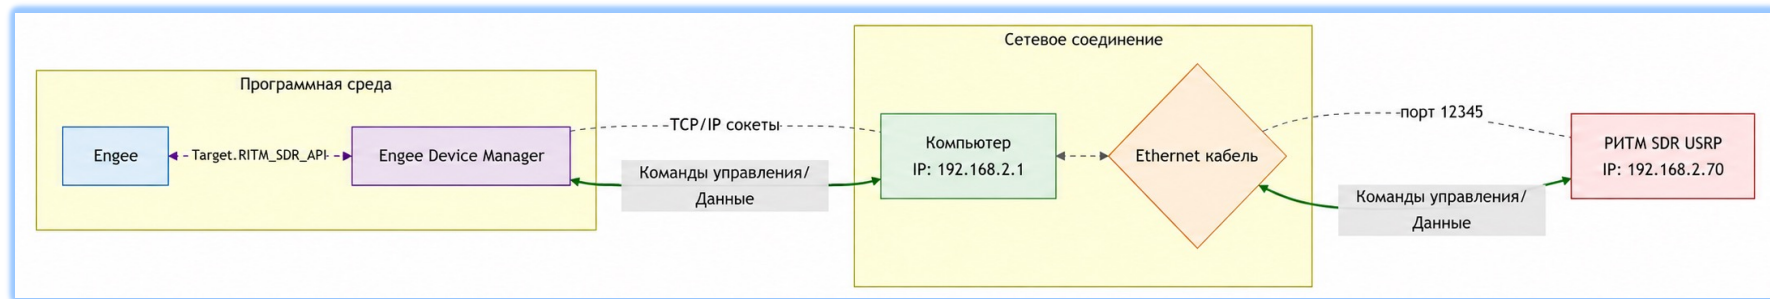 Программная среда
Engee
Target.RITM_SDR_API
Engee Device Manager
TCP/IP сокеты
Команды управления/
Данные
Сетевое соединение
Компьютер
IP: 192.168.2.1
Ethernet кабель
порт 12345
Команды управления/
Данные
РИТМ SDR USRP
IP: 192.168.2.70